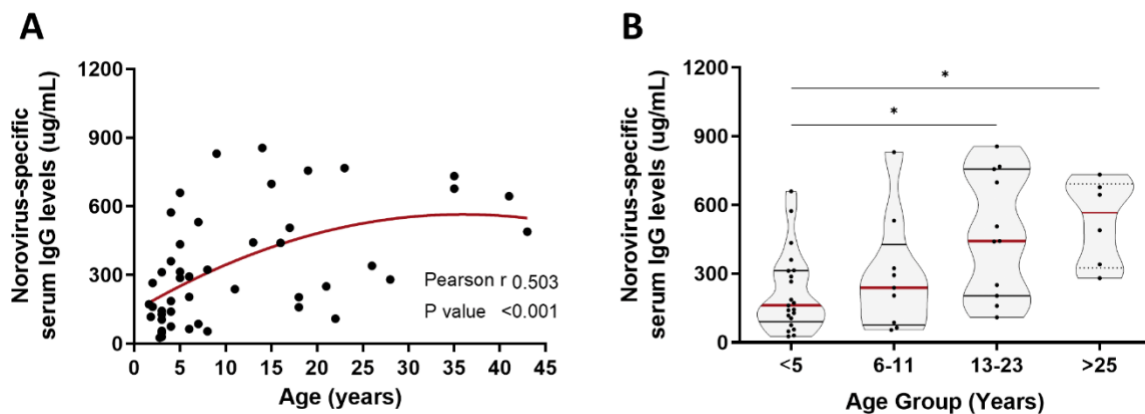 A
Norovirus-specific
serum IgG levels (ug/mL)
1200
900
600
300
0
0 5 10 15 20 25 30 35 40 45
Age (years)
Pearson r 0.503
P value <0.001
B
Norovirus-specific
serum IgG levels (ug/mL)
1200
900
600
300
0
*
*
<5 6-11 13-23 >25
Age Group (Years)